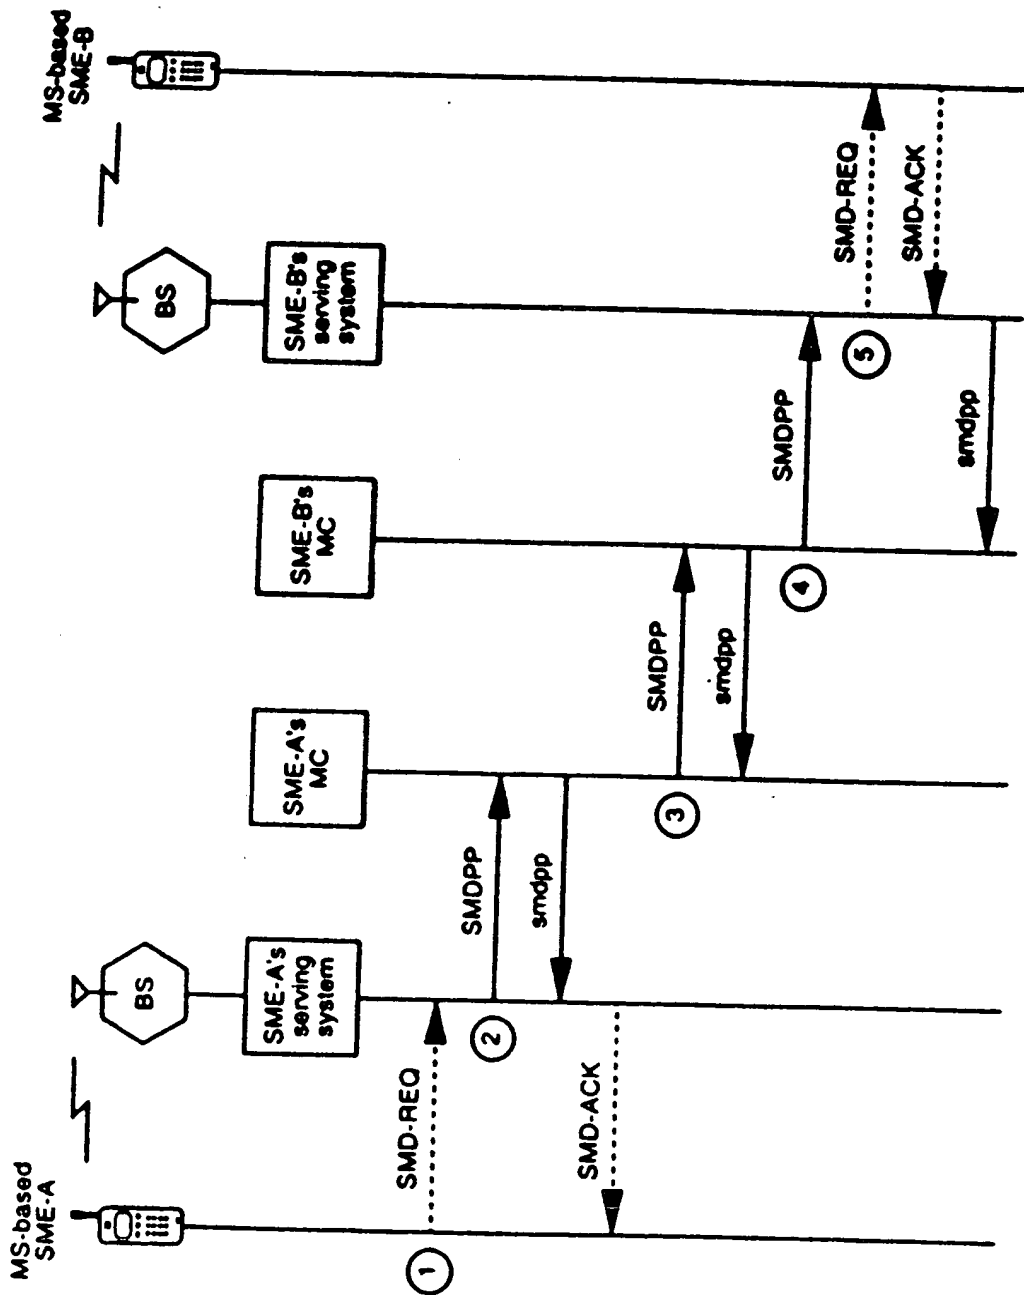 MS-based
SME-A
BS
SME-A's
serving
system
SME-A's
MC
SME-B's
MC
BS
SME-B's
serving
system
MS-based
SME-B
1
SMD-REQ
2
SMDPP
smdpp
SMD-ACK
3
SMDPP
smdpp
4
SMDPP
5
SMD-REQ
SMD-ACK
smdpp